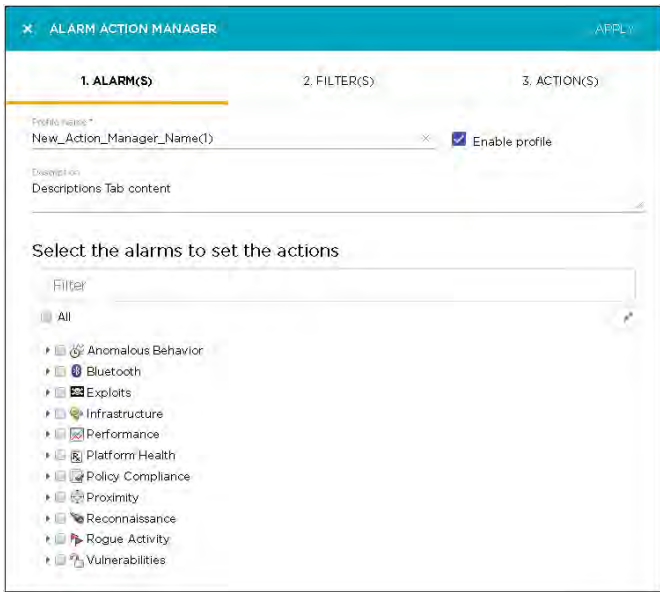 × ALARM ACTION MANAGER APPLY
1. ALARM(S) 2. FILTER(S) 3. ACTION(S)
Profile Name *
New_Action_Manager_Name(1) × Enable profile
Description
Descriptions Tab content
Select the alarms to set the actions
Filter
All
Anomalous Behavior
Bluetooth
Exploits
Infrastructure
Performance
Platform Health
Policy Compliance
Proximity
Reconnaissance
Rogue Activity
Vulnerabilities